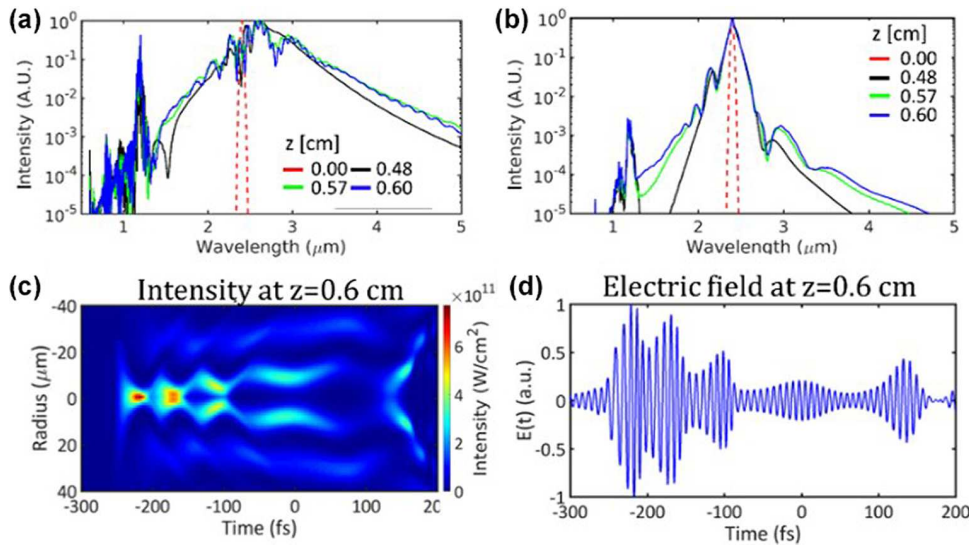 (a)
Intensity (A.U.)
10^0
10^-1
10^-2
10^-3
10^-4
10^-5
z [cm]
0.00 0.48
0.57 0.60
1 2 3 4 5
Wavelength (μm)
(b)
Intensity (A.U.)
10^0
10^-1
10^-2
10^-3
10^-4
10^-5
z [cm]
0.00
0.48
0.57
0.60
1 2 3 4 5
Wavelength (μm)
(c) Intensity at z=0.6 cm
Radius (μm)
-40
-20
0
20
40
-300 -200 -100 0 100 20
Time (fs)
×10^11
6
4
2
0
Intensity (W/cm^2)
(d) Electric field at z=0.6 cm
E(t) (a.u.)
1
0.5
0
-0.5
-1
-300 -200 -100 0 100 200
Time (fs)